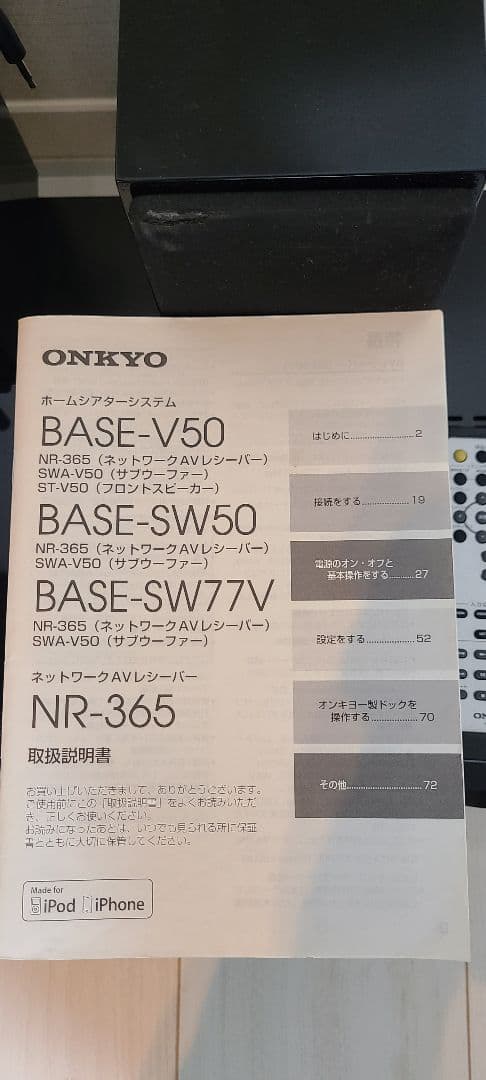 ONKYO
ホームシアターシステム
BASE-V50
NR-365（ネットワークAVレシーバー）
SWA-V50（サブウーファー）
ST-V50（フロントスピーカー）
BASE-SW50
NR-365（ネットワークAVレシーバー）
SWA-V50（サブウーファー）
BASE-SW77V
NR-365（ネットワークAVレシーバー）
SWA-V50（サブウーファー）
ネットワークAVレシーバー
NR-365
取扱説明書
お買い上げいただきまして、ありがとうございます。
ご使用前にこの「取扱説明書」をよくお読みいただ
き、正しくお使いください。
お読みになったあとは、いつでも見られる所に保証
書とともに大切に保管してください。
Made for
iPod iPhone
はじめに........................2
接続をする..................19
電源のオン・オフと
基本操作をする..........27
設定をする..................52
オンキヨー製ドックを
操作する..................70
その他............................72